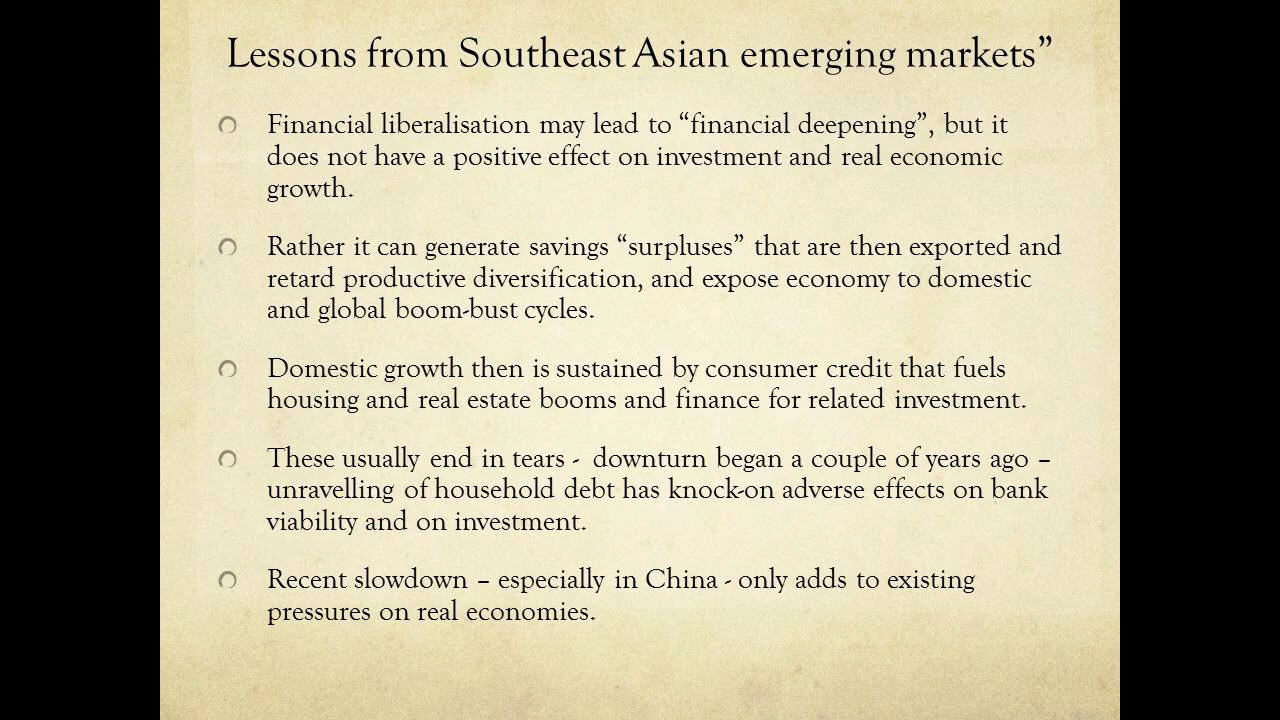 Lessons from Southeast Asian emerging markets”
Financial liberalisation may lead to “financial deepening”, but it
does not have a positive effect on investment and real economic
growth.
Rather it can generate savings “surpluses” that are then exported and
retard productive diversification, and expose economy to domestic
and global boom-bust cycles.
Domestic growth then is sustained by consumer credit that fuels
housing and real estate booms and finance for related investment.
These usually end in tears - downturn began a couple of years ago –
unravelling of household debt has knock-on adverse effects on bank
viability and on investment.
Recent slowdown – especially in China - only adds to existing
pressures on real economies.